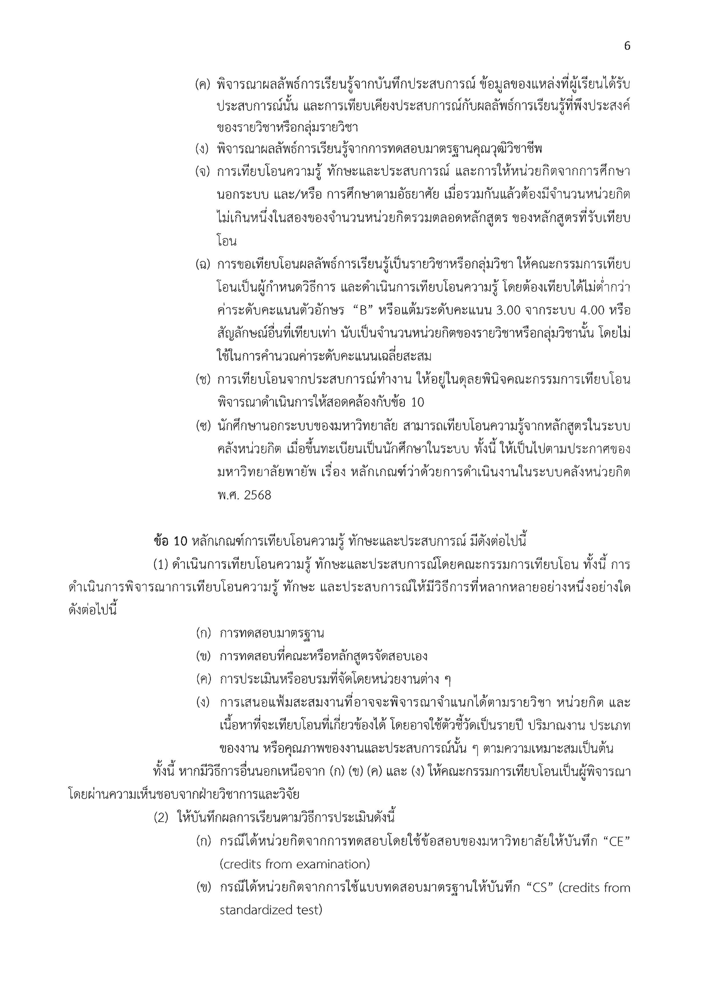 6
(ค) พิจารณาผลลัพธ์การเรียนรู้จากบันทึกประสบการณ์ ข้อมูลของแหล่งที่ผู้เรียนได้รับ
ประสบการณ์นั้น และการเทียบเคียงประสบการณ์กับผลลัพธ์การเรียนรู้ที่พึงประสงค์
ของรายวิชาหรือกลุ่มรายวิชา
(ง) พิจารณาผลลัพธ์การเรียนรู้จากการทดสอบมาตรฐานคุณวุฒิวิชาชีพ
(จ) การเทียบโอนความรู้ ทักษะและประสบการณ์ และการให้หน่วยกิตจากการศึกษา
นอกระบบ และ/หรือ การศึกษาตามอัธยาศัย เมื่อรวมกันแล้วต้องมีจำนวนหน่วยกิต
ไม่เกินหนึ่งในสองของจำนวนหน่วยกิตรวมตลอดหลักสูตร ของหลักสูตรที่รับเทียบ
โอน
(ฉ) การขอเทียบโอนผลลัพธ์การเรียนรู้เป็นรายวิชาหรือกลุ่มวิชา ให้คณะกรรมการเทียบ
โอนเป็นผู้กำหนดวิธีการ และดำเนินการเทียบโอนความรู้ โดยต้องเทียบได้ไม่ต่ำกว่า
ค่าระดับคะแนนตัวอักษร “B” หรือแต้มระดับคะแนน 3.00 จากระบบ 4.00 หรือ
สัญลักษณ์อื่นที่เทียบเท่า นับเป็นจำนวนหน่วยกิตของรายวิชาหรือกลุ่มวิชานั้น โดยไม่
ใช้ในการคำนวณค่าระดับคะแนนเฉลี่ยสะสม
(ช) การเทียบโอนจากประสบการณ์ทำงาน ให้อยู่ในดุลยพินิจคณะกรรมการเทียบโอน
พิจารณาดำเนินการให้สอดคล้องกับข้อ 10
(ซ) นักศึกษานอกระบบของมหาวิทยาลัย สามารถเทียบโอนความรู้จากหลักสูตรในระบบ
คลังหน่วยกิต เมื่อขึ้นทะเบียนเป็นนักศึกษาในระบบ ทั้งนี้ ให้เป็นไปตามประกาศของ
มหาวิทยาลัยพายัพ เรื่อง หลักเกณฑ์ว่าด้วยการดำเนินงานในระบบคลังหน่วยกิต
พ.ศ. 2568
ข้อ 10 หลักเกณฑ์การเทียบโอนความรู้ ทักษะและประสบการณ์ มีดังต่อไปนี้
(1) ดำเนินการเทียบโอนความรู้ ทักษะและประสบการณ์โดยคณะกรรมการเทียบโอน ทั้งนี้ การ
ดำเนินการพิจารณาการเทียบโอนความรู้ ทักษะ และประสบการณ์ให้มีวิธีการที่หลากหลายอย่างหนึ่งอย่างใด
ดังต่อไปนี้
(ก) การทดสอบมาตรฐาน
(ข) การทดสอบที่คณะหรือหลักสูตรจัดสอบเอง
(ค) การประเมินหรืออบรมที่จัดโดยหน่วยงานต่าง ๆ
(ง) การเสนอแฟ้มสะสมงานที่อาจจะพิจารณาจำแนกได้ตามรายวิชา หน่วยกิต และ
เนื้อหาที่จะเทียบโอนที่เกี่ยวข้องได้ โดยอาจใช้ตัวชี้วัดเป็นรายปี ปริมาณงาน ประเภท
ของงาน หรือคุณภาพของงานและประสบการณ์นั้น ๆ ตามความเหมาะสมเป็นต้น
ทั้งนี้ หากมีวิธีการอื่นนอกเหนือจาก (ก) (ข) (ค) และ (ง) ให้คณะกรรมการเทียบโอนเป็นผู้พิจารณา
โดยผ่านความเห็นชอบจากฝ่ายวิชาการและวิจัย
(2) ให้บันทึกผลการเรียนตามวิธีการประเมินดังนี้
(ก) กรณีได้หน่วยกิตจากการทดสอบโดยใช้ข้อสอบของมหาวิทยาลัยให้บันทึก “CE”
(credits from examination)
(ข) กรณีได้หน่วยกิตจากการใช้แบบทดสอบมาตรฐานให้บันทึก “CS” (credits from
standardized test)